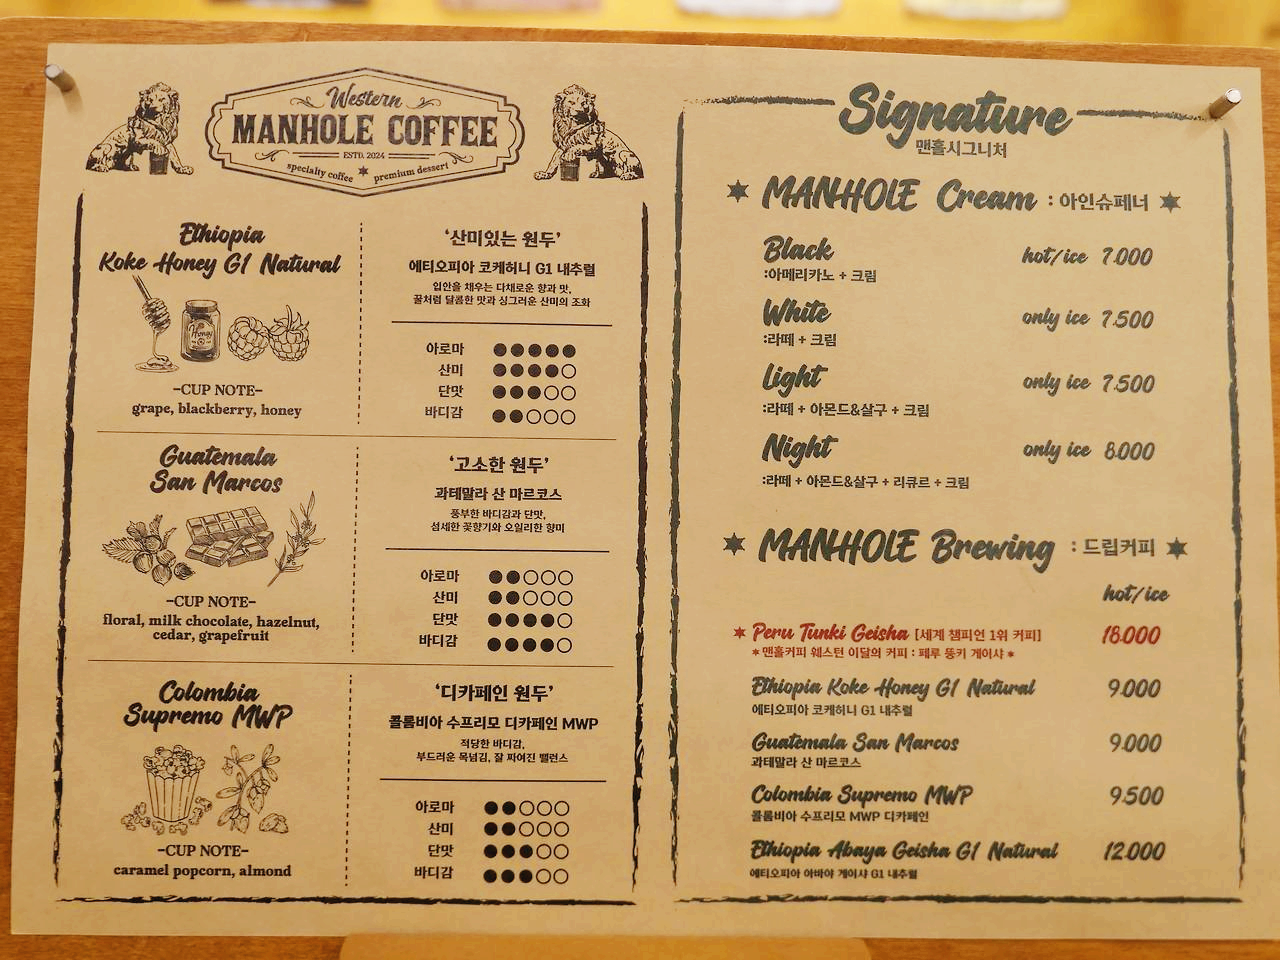 Western
MANHOLE COFFEE
ESTD. 2024
specialty coffee premium dessert
Ethiopia
Koke Honey G1 Natural
Honey
-CUP NOTE-
grape, blackberry, honey
'산미있는 원두'
에티오피아 코케허니 G1 내추럴
입안을 채우는 다채로운 향과 맛,
꿀처럼 달콤한 맛과 싱그러운 산미의 조화
아로마 ●●●●●
산미 ●●●●○
단맛 ●●●○○
바디감 ●●○○○
Guatemala
San Marcos
-CUP NOTE-
floral, milk chocolate, hazelnut,
cedar, grapefruit
'고소한 원두'
과테말라 산 마르코스
풍부한 바디감과 단맛,
섬세한 꽃향기와 오일리한 향미
아로마 ●●○○○
산미 ●●○○○
단맛 ●●●●○
바디감 ●●●●○
Colombia
Supremo MWP
-CUP NOTE-
caramel popcorn, almond
'디카페인 원두'
콜롬비아 수프리모 디카페인 MWP
적당한 바디감,
부드러운 목넘김, 잘 짜여진 밸런스
아로마 ●●○○○
산미 ●●○○○
단맛 ●●●○○
바디감 ●●●○○
Signature
맨홀시그니처
MANHOLE Cream : 아인슈페너
Black hot/ice 7.000
:아메리카노 + 크림
White only ice 7.500
:라떼 + 크림
Light only ice 7.500
:라떼 + 아몬드&살구 + 크림
Night only ice 8.000
:라떼 + 아몬드&살구 + 리큐르 + 크림
MANHOLE Brewing : 드립커피
hot/ice
Peru Tunki Geisha [세계 챔피언 1위 커피] 18.000
*맨홀커피 웨스턴 이달의 커피 : 페루 뚱키 게이샤 *
Ethiopia Koke Honey G1 Natural 9.000
에티오피아 코케허니 G1 내추럴
Guatemala San Marcos 9.000
과테말라 산 마르코스
Colombia Supremo MWP 9.500
콜롬비아 수프리모 MWP 디카페인
Ethiopia Abaya Geisha G1 Natural 12.000
에티오피아 아바야 게이샤 G1 내추럴